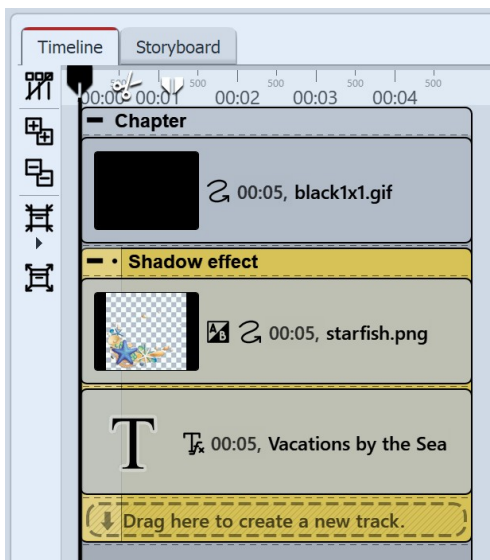 Timeline Storyboard
500 500 500 500 500
00:00 00:01 00:02 00:03 00:04
Chapter
00:05, black1x1.gif
Shadow effect
A B 00:05, starfish.png
T Tfx 00:05, Vacations by the Sea
Drag here to create a new track.